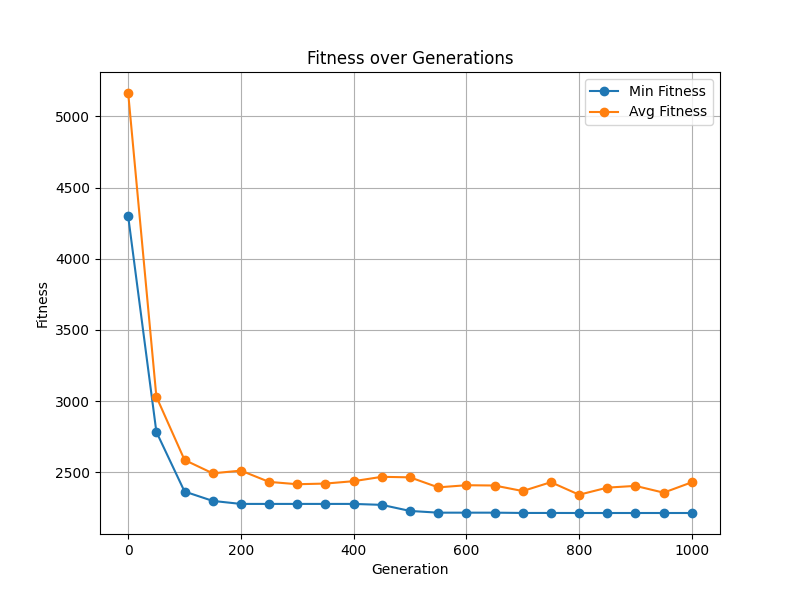 Fitness over Generations
Min Fitness
Avg Fitness
5000
4500
4000
3500
3000
2500
Fitness
0 200 400 600 800 1000
Generation